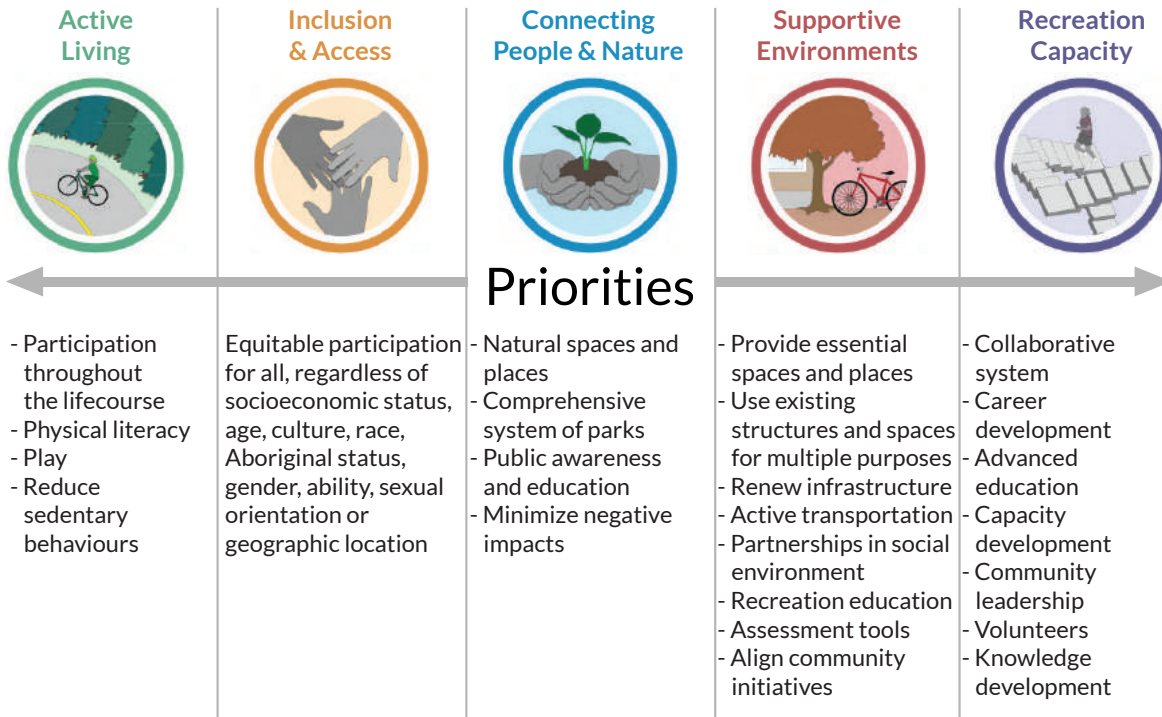 Active
Living
Inclusion
& Access
Connecting
People & Nature
Supportive
Environments
Recreation
Capacity
Priorities
- Participation
throughout
the lifecourse
- Physical literacy
- Play
- Reduce
sedentary
behaviours
Equitable participation
for all, regardless of
socioeconomic status,
age, culture, race,
Aboriginal status,
gender, ability, sexual
orientation or
geographic location
- Natural spaces and
places
- Comprehensive
system of parks
- Public awareness
and education
- Minimize negative
impacts
- Provide essential
spaces and places
- Use existing
structures and spaces
for multiple purposes
- Renew infrastructure
- Active transportation
- Partnerships in social
environment
- Recreation education
- Assessment tools
- Align community
initiatives
- Collaborative
system
- Career
development
- Advanced
education
- Capacity
development
- Community
leadership
- Volunteers
- Knowledge
development